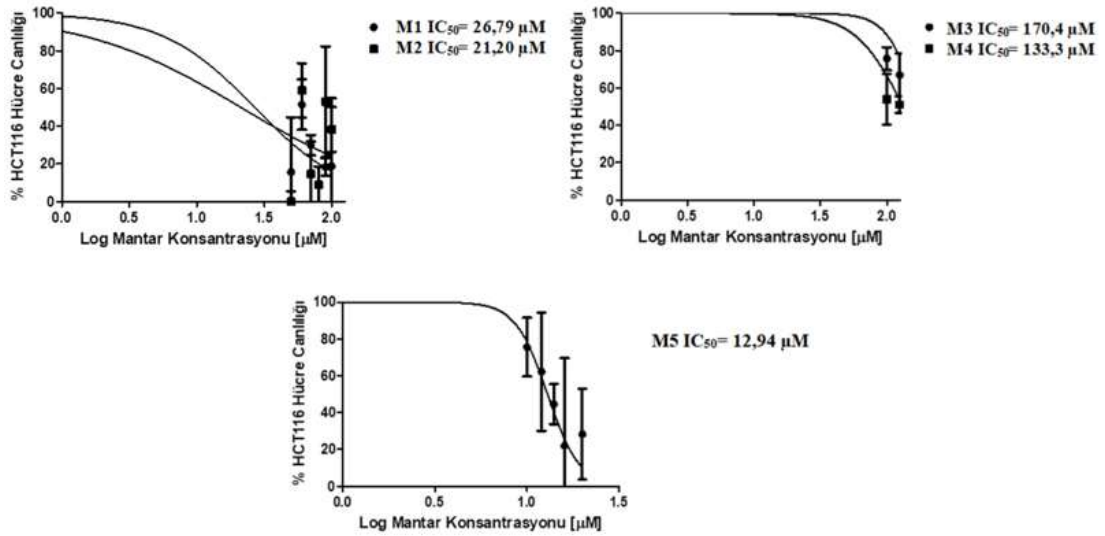 M1 IC50= 26,79 µM
M2 IC50= 21,20 µM
% HCT116 Hücre Canlılığı
100
80
60
40
20
0
0.0 0.5 1.0 1.5 2.0
Log Mantar Konsantrasyonu [µM]
M3 IC50= 170,4 µM
M4 IC50= 133,3 µM
% HCT116 Hücre Canlılığı
100
80
60
40
20
0
0.0 0.5 1.0 1.5 2.0
Log Mantar Konsantrasyonu [µM]
M5 IC50= 12,94 µM
% HCT116 Hücre Canlılığı
100
80
60
40
20
0
0.0 0.5 1.0 1.5
Log Mantar Konsantrasyonu [µM]